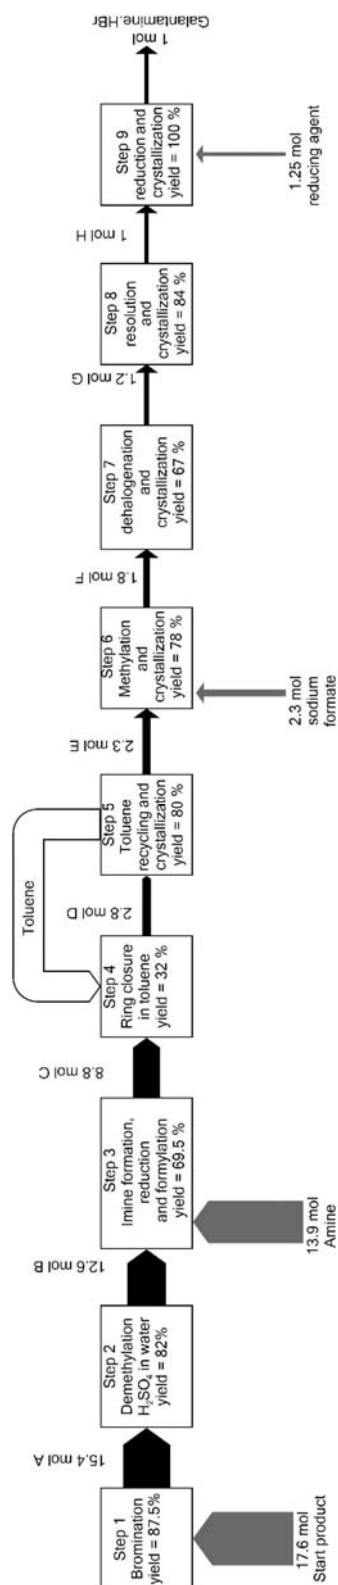 Step 1
Bromination
yield = 87.5%
17.6 mol
Start product
15.4 mol A
Step 2
Demethylation
H₂SO₄ in water
yield = 82%
12.6 mol B
Step 3
Imine formation,
reduction
and formylation
yield = 69.5 %
13.9 mol
Amine
8.8 mol C
Step 4
Ring closure
in toluene
yield = 32 %
Toluene
2.8 mol D
Step 5
Toluene
recycling and
crystallization
yield = 80 %
2.3 mol E
Step 6
Methylation
and
crystallization
yield = 78 %
2.3 mol
sodium
formate
1.8 mol F
Step 7
dehalogenation
and
crystallization
yield = 67 %
1.2 mol G
Step 8
resolution
and
crystallization
yield = 84 %
1 mol H
Step 9
reduction and
crystallization
yield = 100 %
1.25 mol
reducing agent
1 mol
Galantamine.HBr